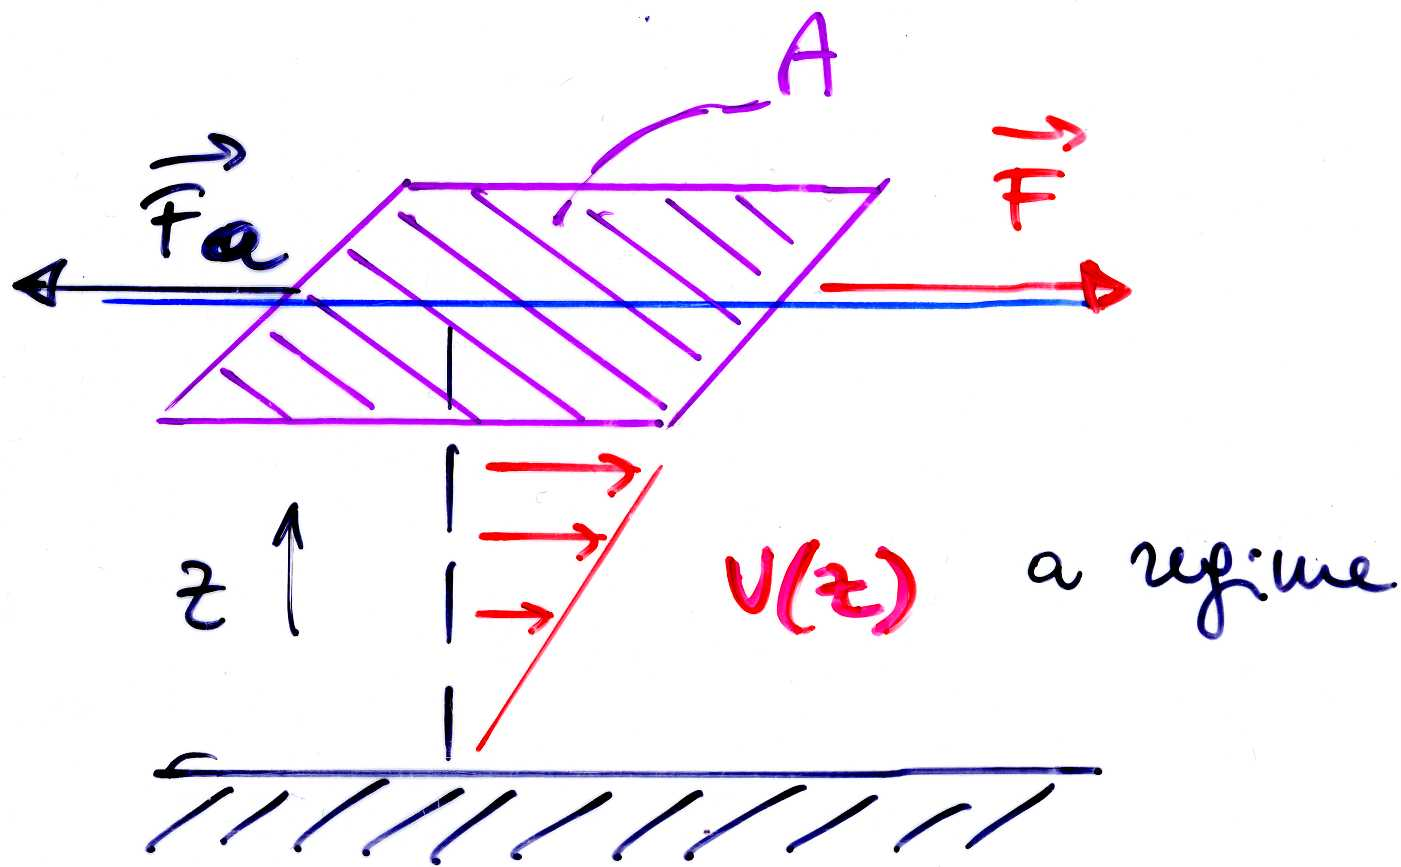 A
F⃗a
F⃗
z
v(z)
a regime